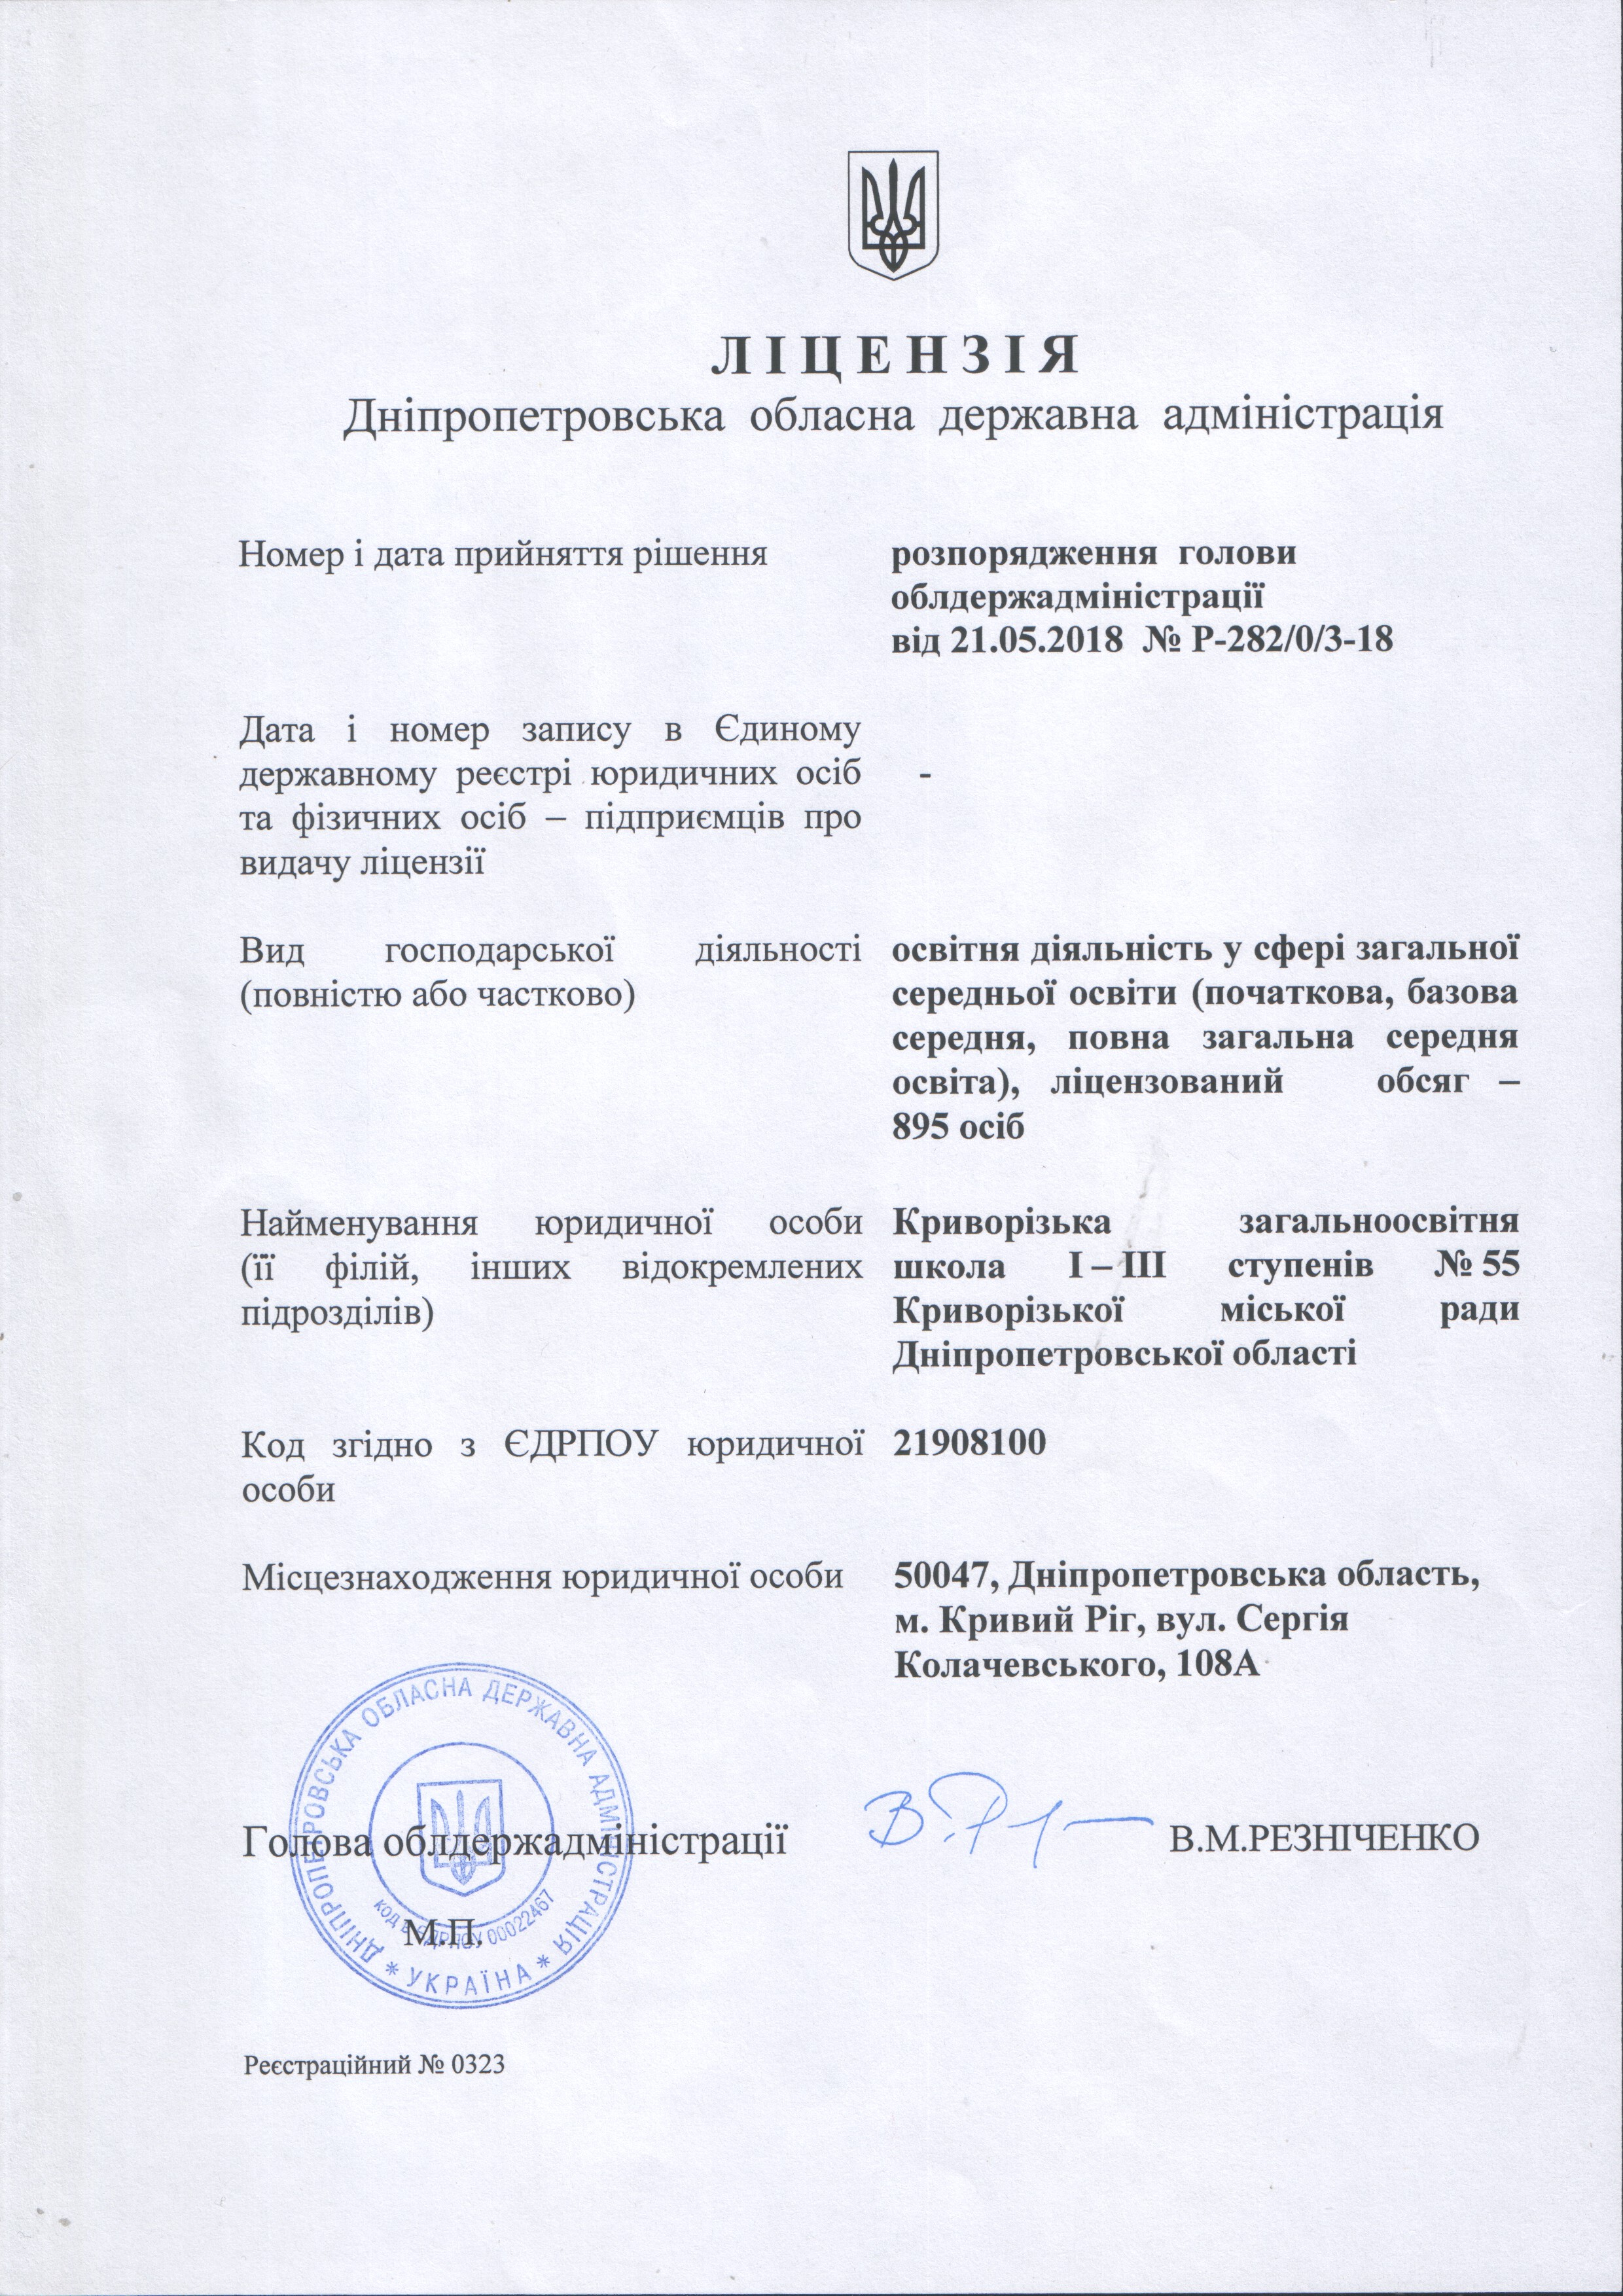 ЛІЦЕНЗІЯ
Дніпропетровська обласна державна адміністрація
Номер і дата прийняття рішення
розпорядження голови
облдержадміністрації
від 21.05.2018 № Р-282/0/3-18
Дата і номер запису в Єдиному
державному реєстрі юридичних осіб
та фізичних осіб – підприємців про
видачу ліцензії
-
Вид господарської діяльності
(повністю або частково)
освітня діяльність у сфері загальної
середньої освіти (початкова, базова
середня, повна загальна середня
освіта), ліцензований обсяг –
895 осіб
Найменування юридичної особи
(її філій, інших відокремлених
підрозділів)
Криворізька загальноосвітня
школа І – ІІІ ступенів № 55
Криворізької міської ради
Дніпропетровської області
Код згідно з ЄДРПОУ юридичної
особи
21908100
Місцезнаходження юридичної особи
50047, Дніпропетровська область,
м. Кривий Ріг, вул. Сергія
Колачевського, 108А
Голова облдержадміністрації
В.М.РЕЗНІЧЕНКО
М.П.
ДНІПРОПЕТРОВСЬКА ОБЛАСНА ДЕРЖАВНА АДМІНІСТРАЦІЯ
* УКРАЇНА *
код в ЄДРПОУ 00022467
Реєстраційний № 0323